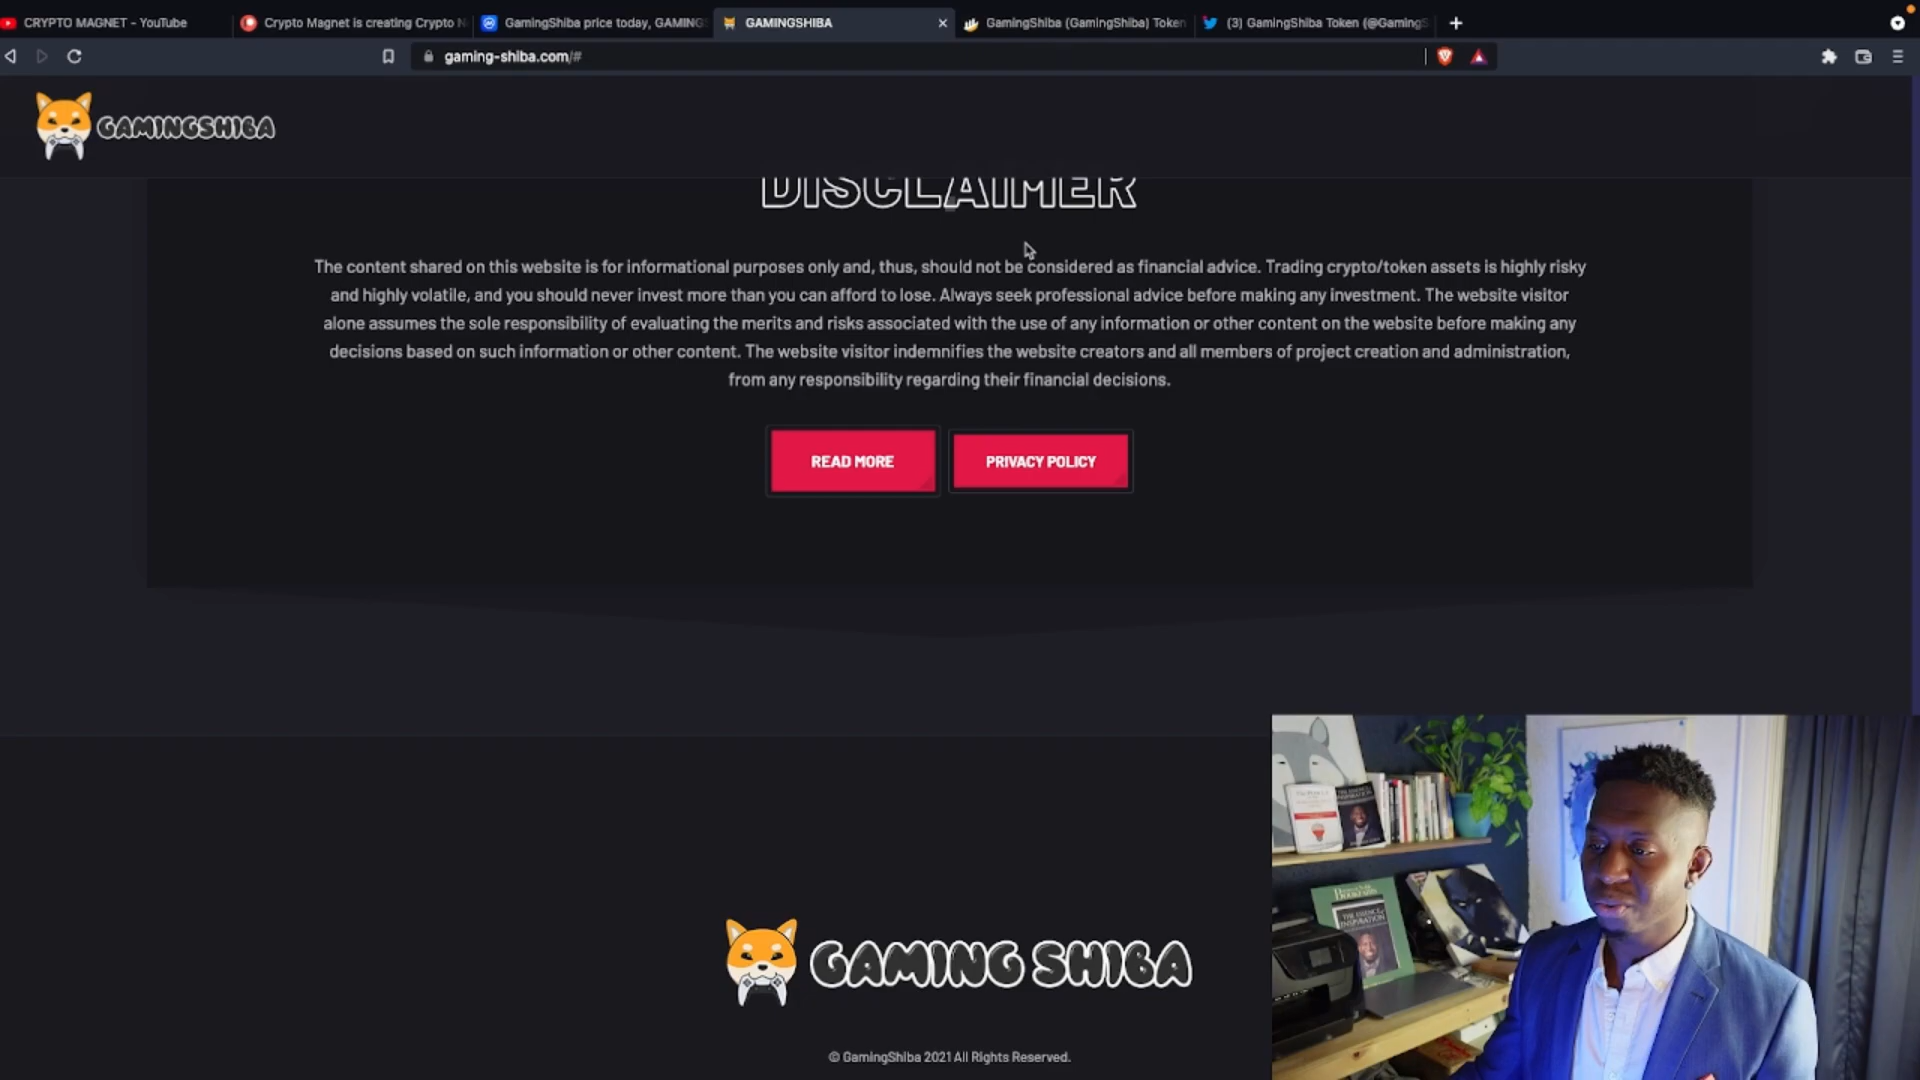 CRYPTO MAGNET - YouTube
Crypto Magnet is creating Crypto N
GamingShiba price today, GAMING
GAMINGSHIBA
GamingShiba (GamingShiba) Token
(3) GamingShiba Token (@GamingS
gaming-shiba.com/#
GAMINGSHIBA
DISCLAIMER
The content shared on this website is for informational purposes only and, thus, should not be considered as financial advice. Trading crypto/token assets is highly risky
and highly volatile, and you should never invest more than you can afford to lose. Always seek professional advice before making any investment. The website visitor
alone assumes the sole responsibility of evaluating the merits and risks associated with the use of any information or other content on the website before making any
decisions based on such information or other content. The website visitor indemnifies the website creators and all members of project creation and administration,
from any responsibility regarding their financial decisions.
READ MORE
PRIVACY POLICY
GAMING SHIBA
© GamingShiba 2021 All Rights Reserved.